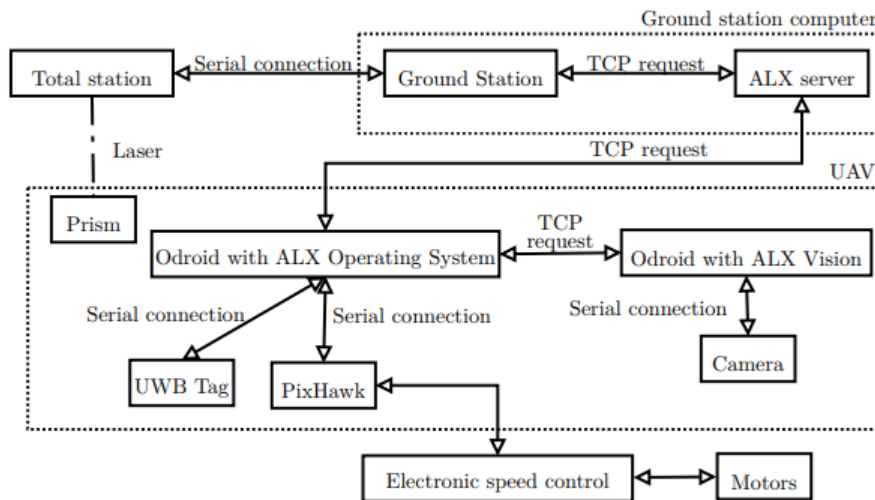 Ground station computer
Total station
Serial connection
Ground Station
TCP request
ALX server
Laser
TCP request
UAV
Prism
Odroid with ALX Operating System
TCP
request
Odroid with ALX Vision
Serial connection
Serial connection
Serial connection
UWB Tag
PixHawk
Camera
Electronic speed control
Motors